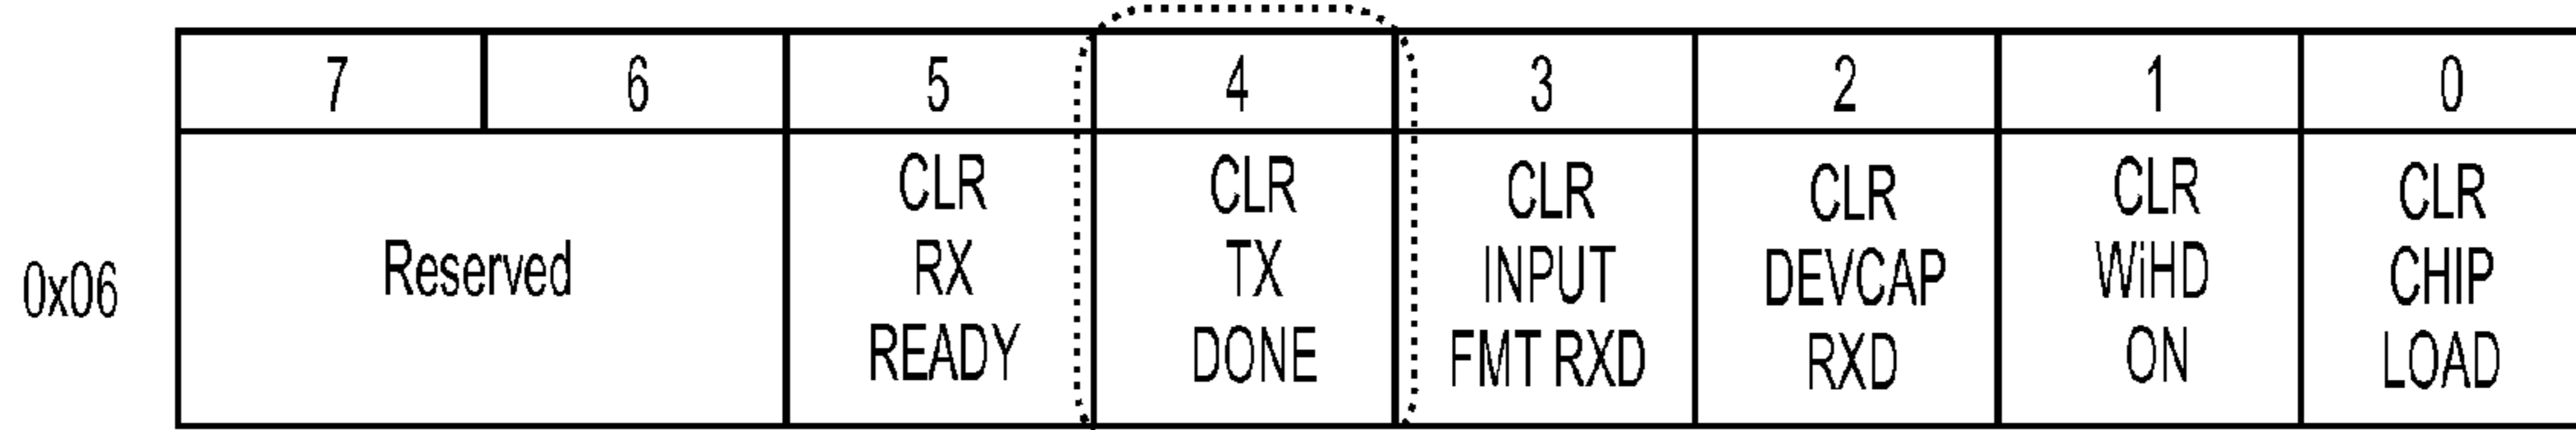 7 6 5 4 3 2 1 0
0x06
Reserved
CLR
RX
READY
CLR
TX
DONE
CLR
INPUT
FMT RXD
CLR
DEVCAP
RXD
CLR
WiHD
ON
CLR
CHIP
LOAD